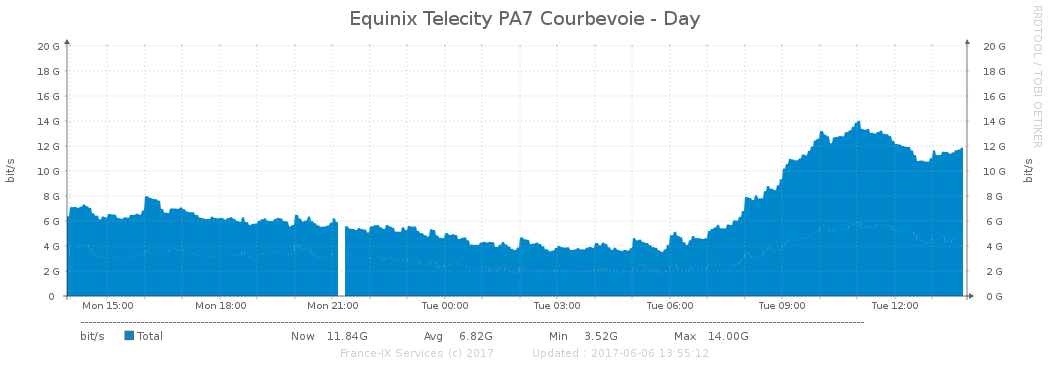 Equinix Telecity PA7 Courbevoie - Day
RRDTOOL / TOBI OETIKER
20 G 20 G
18 G 18 G
16 G 16 G
14 G 14 G
12 G 12 G
10 G 10 G
8 G 8 G
6 G 6 G
4 G 4 G
2 G 2 G
0 0 G
bit/s bit/s
Mon 15:00 Mon 18:00 Mon 21:00 Tue 00:00 Tue 03:00 Tue 06:00 Tue 09:00 Tue 12:00
bit/s Total Now 11.84G Avg 6.82G Min 3.52G Max 14.00G
France-IX Services (c) 2017 Updated : 2017-06-06 13:55:12